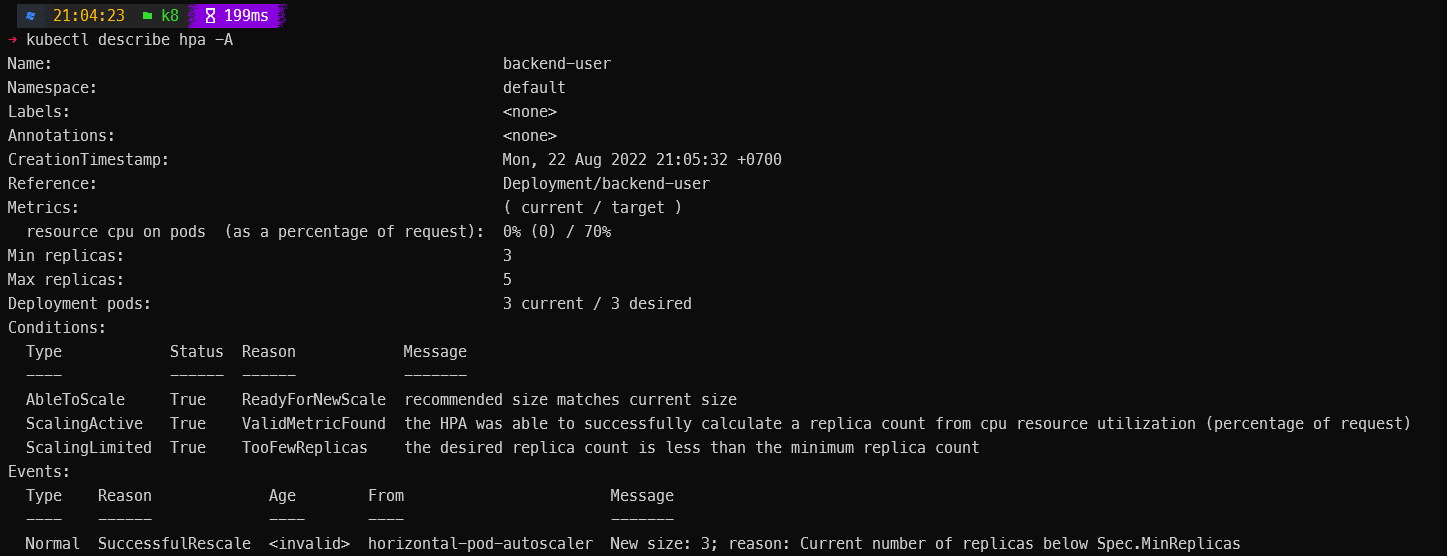 21:04:23 k8 199ms
→ kubectl describe hpa -A
Name: backend-user
Namespace: default
Labels: <none>
Annotations: <none>
CreationTimestamp: Mon, 22 Aug 2022 21:05:32 +0700
Reference: Deployment/backend-user
Metrics: ( current / target )
resource cpu on pods (as a percentage of request): 0% (0) / 70%
Min replicas: 3
Max replicas: 5
Deployment pods: 3 current / 3 desired
Conditions:
Type Status Reason Message
---- ------ ------ -------
AbleToScale True ReadyForNewScale recommended size matches current size
ScalingActive True ValidMetricFound the HPA was able to successfully calculate a replica count from cpu resource utilization (percentage of request)
ScalingLimited True TooFewReplicas the desired replica count is less than the minimum replica count
Events:
Type Reason Age From Message
---- ------ ---- ---- -------
Normal SuccessfulRescale <invalid> horizontal-pod-autoscaler New size: 3; reason: Current number of replicas below Spec.MinReplicas